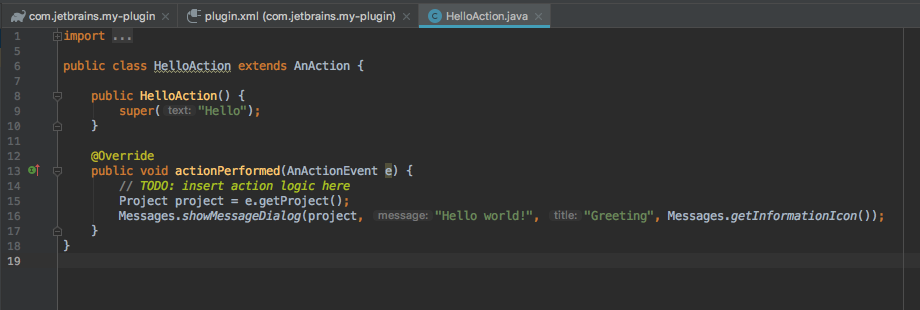 com.jetbrains.my-plugin × plugin.xml (com.jetbrains.my-plugin) × HelloAction.java ×
1 import ...
5
6 public class HelloAction extends AnAction {
7
8 public HelloAction() {
9 super( text: "Hello");
10 }
11
12 @Override
13 public void actionPerformed(AnActionEvent e) {
14 // TODO: insert action logic here
15 Project project = e.getProject();
16 Messages.showMessageDialog(project, message: "Hello world!", title: "Greeting", Messages.getInformationIcon());
17 }
18 }
19